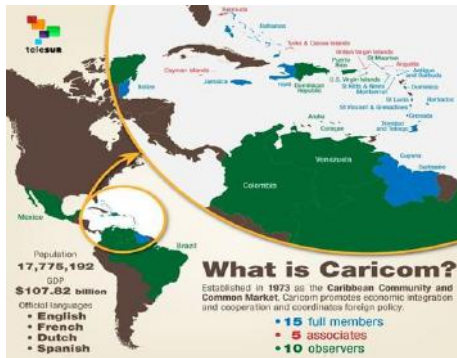 teleSUR
Bermuda
Bahamas
Turks & Caicos Islands
British Virgin Islands
Cayman Islands
Puerto
Rico
St Maarten
Anguilla
Antigua
and Barbuda
Jamaica
Haiti
Dominican
Republic
U.S. Virgin Islands
St Kitts & Nevis
Montserrat
Dominica
Belize
St Lucia
Barbados
St Vincent & Grenadines
Grenada
Aruba
Curaçao
Trinidad
and Tobago
Venezuela
Guyana
Suriname
Colombia
Mexico
Brazil
Population
17,775,192
GDP
$107.82 billion
Official languages
• English
• French
• Dutch
• Spanish
What is Caricom?
Established in 1973 as the Caribbean Community and
Common Market, Caricom promotes economic integration
and cooperation and coordinates foreign policy.
• 15 full members
• 5 associates
• 10 observers